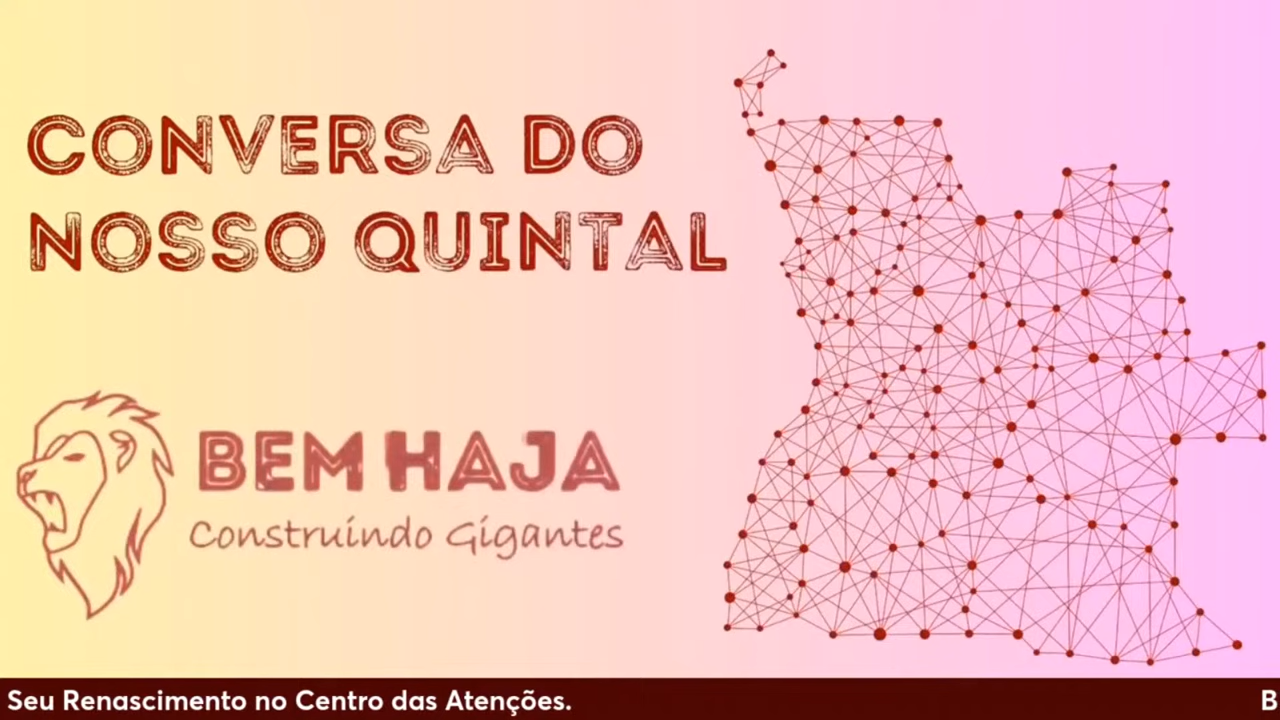 CONVERSA DO
NOSSO QUINTAL
BEM HAJA
Construindo Gigantes
Seu Renascimento no Centro das Atenções.
B